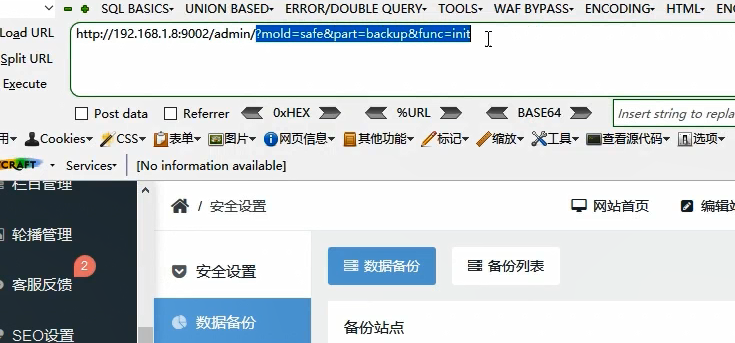 SQL BASICS▾ UNION BASED▾ ERROR/DOUBLE QUERY▾ TOOLS▾ WAF BYPASS▾ ENCODING▾ HTML▾
Load URL
http://192.168.1.8:9002/admin/?mold=safe&part=backup&func=init
Split URL
Execute
Post data Referrer 0xHEX %URL BASE64 Insert string to repla
用▾ Cookies▾ CSS▾ 表单▾ 图片▾ 网页信息▾ 其他功能▾ 标记▾ 缩放▾ 工具▾ 查看源代码▾ 选项▾
CRAFT Services▾ [No information available]
栏目管理
/ 安全设置 网站首页 编辑
轮播管理
2
客服反馈
安全设置
数据备份 备份列表
SEO设置
数据备份
备份站点